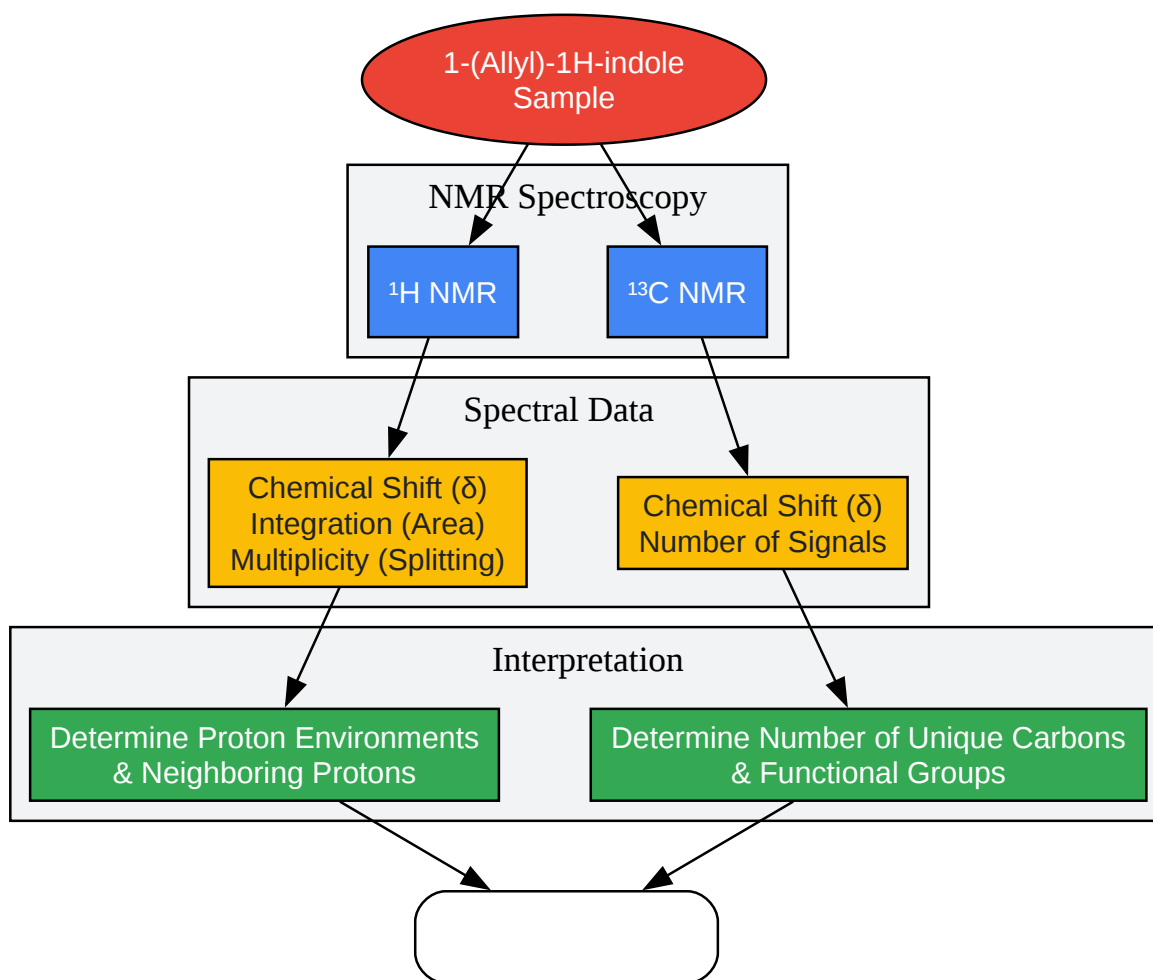 1-(Allyl)-1H-indole
Sample
NMR Spectroscopy
¹H NMR
¹³C NMR
Spectral Data
Chemical Shift (δ)
Integration (Area)
Multiplicity (Splitting)
Chemical Shift (δ)
Number of Signals
Interpretation
Determine Proton Environments
& Neighboring Protons
Determine Number of Unique Carbons
& Functional Groups